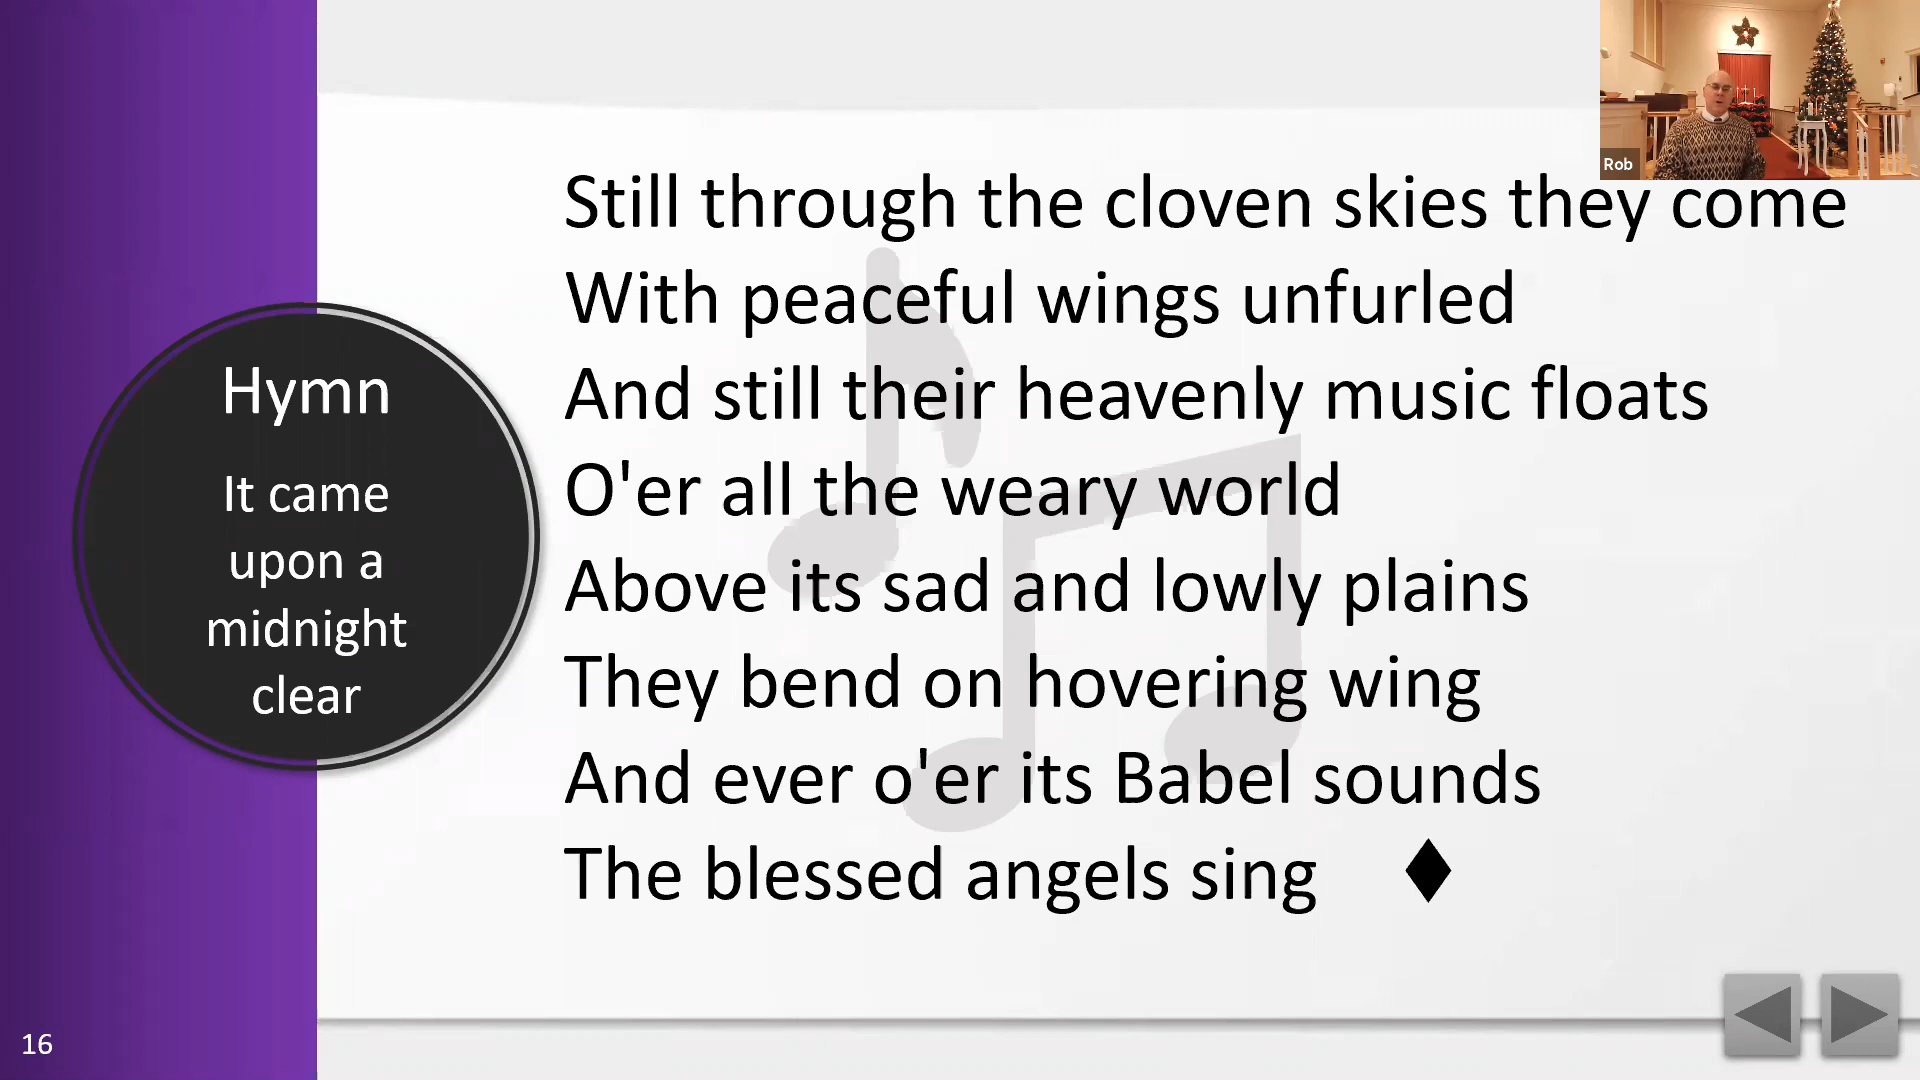 Rob
Still through the cloven skies they come
With peaceful wings unfurled
And still their heavenly music floats
O'er all the weary world
Above its sad and lowly plains
They bend on hovering wing
And ever o'er its Babel sounds
The blessed angels sing
Hymn
It came
upon a
midnight
clear
16